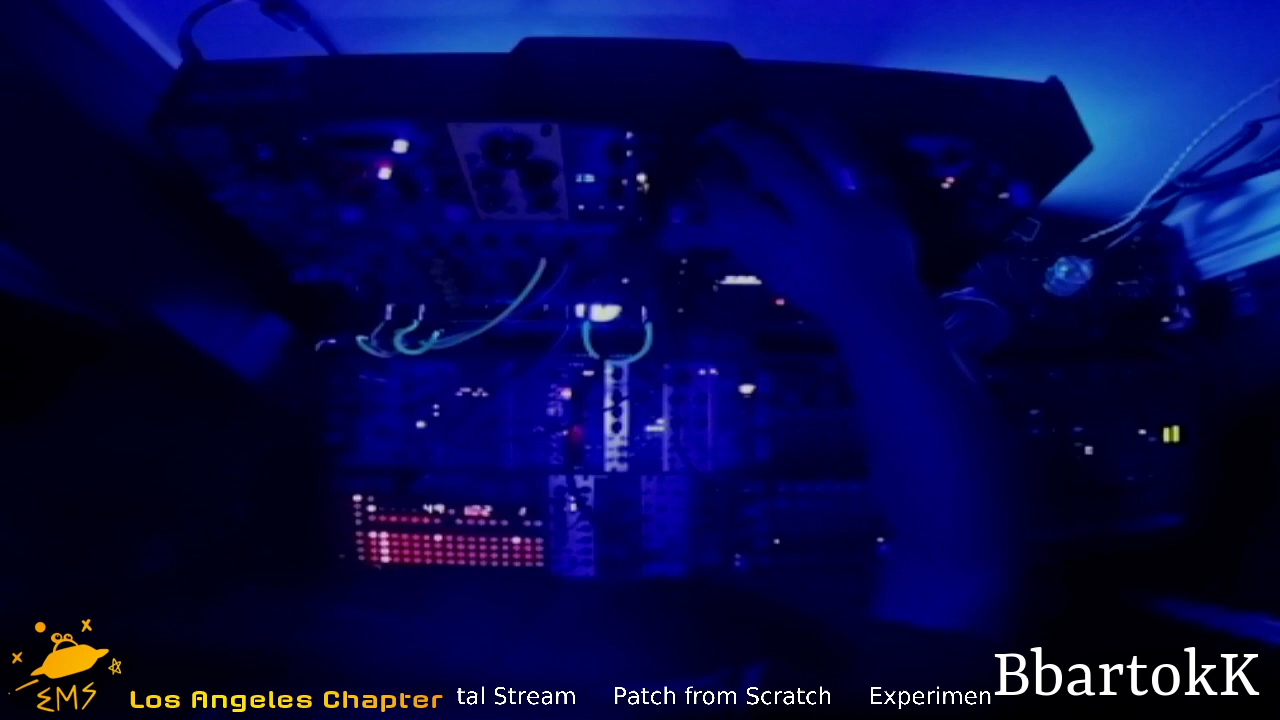 EMS
Los Angeles Chapter
tal Stream Patch from Scratch Experimen
BbartokK